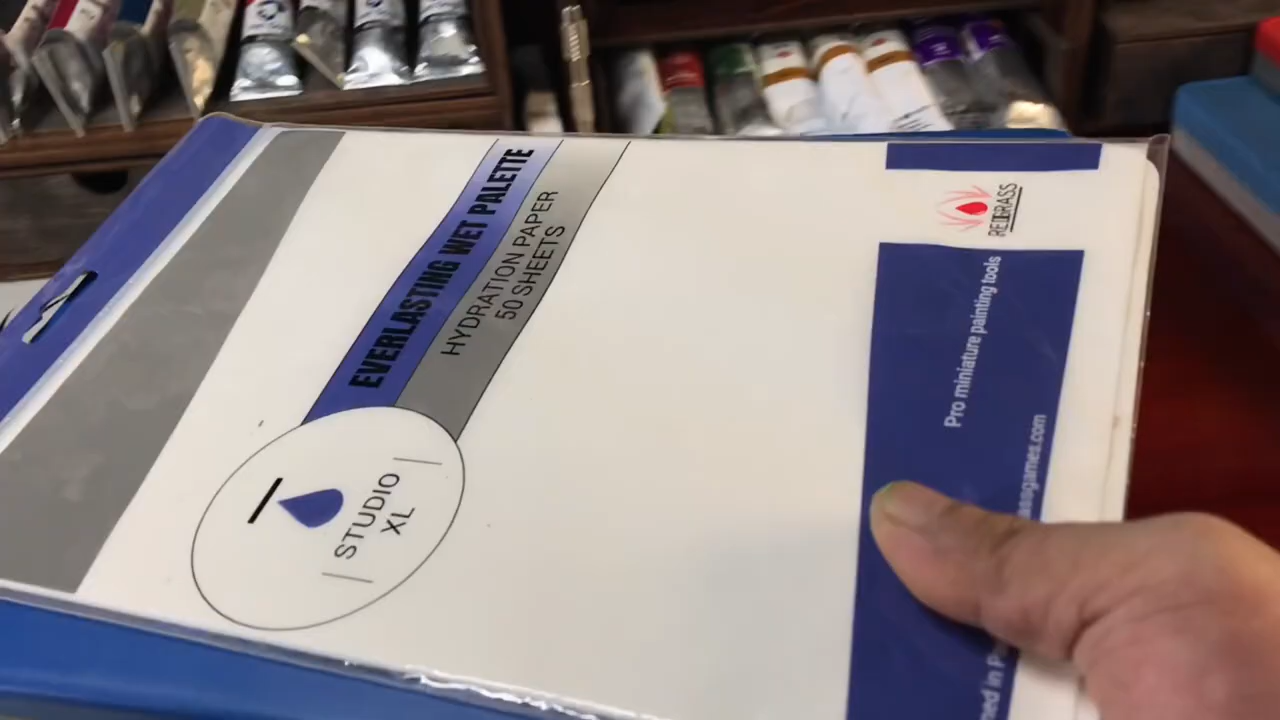 EVERLASTING WET PALETTE
HYDRATION PAPER
50 SHEETS
STUDIO
XL
REDGRASS
Pro miniature painting tools